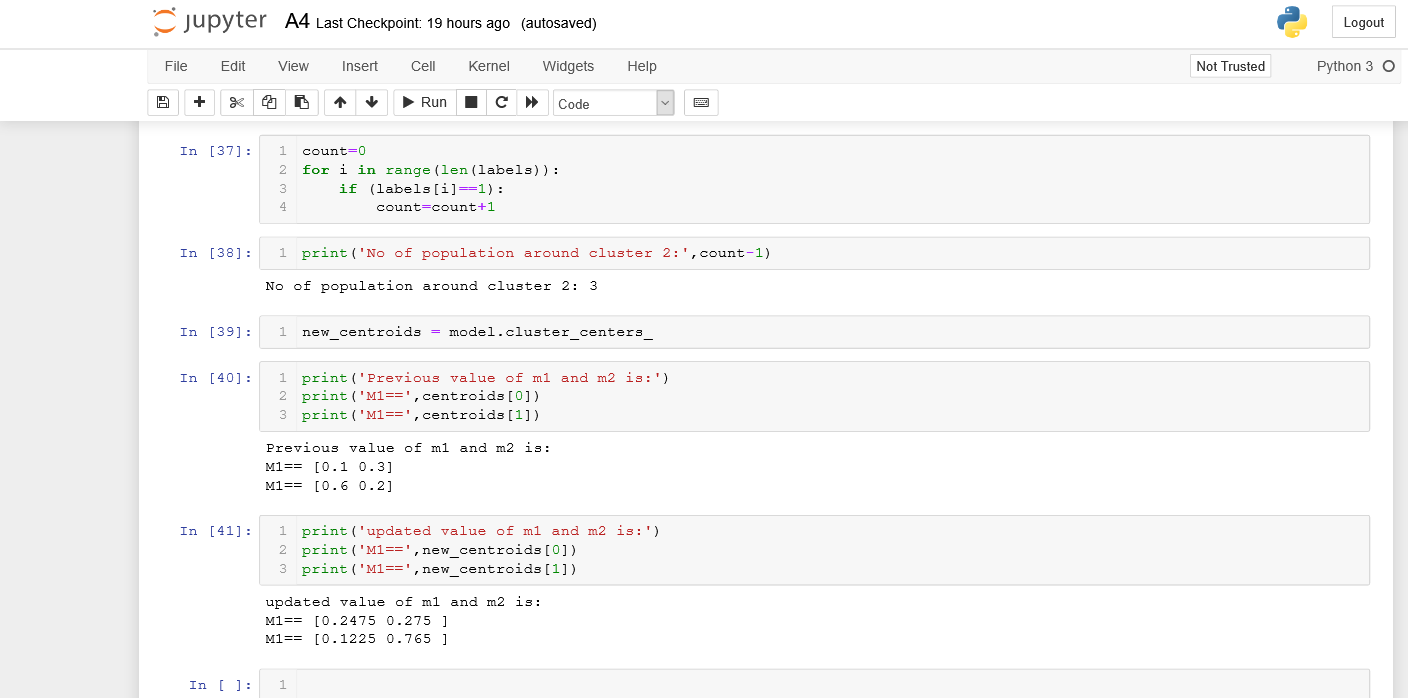 jupyter A4 Last Checkpoint: 19 hours ago (autosaved)
Logout
File Edit View Insert Cell Kernel Widgets Help Not Trusted Python 3
Run Code
In [37]: 1 count=0
2 for i in range(len(labels)):
3     if (labels[i]==1):
4         count=count+1
In [38]: 1 print('No of population around cluster 2:',count-1)
No of population around cluster 2: 3
In [39]: 1 new_centroids = model.cluster_centers_
In [40]: 1 print('Previous value of m1 and m2 is:')
2 print('M1==',centroids[0])
3 print('M1==',centroids[1])
Previous value of m1 and m2 is:
M1== [0.1 0.3]
M1== [0.6 0.2]
In [41]: 1 print('updated value of m1 and m2 is:')
2 print('M1==',new_centroids[0])
3 print('M1==',new_centroids[1])
updated value of m1 and m2 is:
M1== [0.2475 0.275 ]
M1== [0.1225 0.765 ]
In [ ]: 1